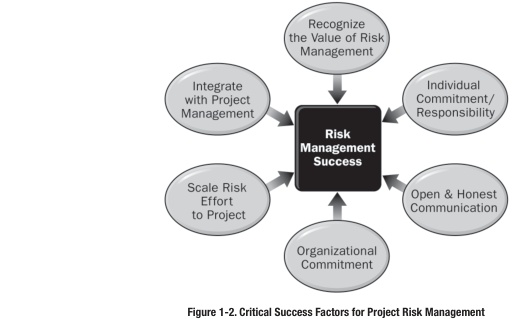 Recognize
the Value of Risk
Management
Integrate
with Project
Management
Individual
Commitment/
Responsibility
Risk
Management
Success
Scale Risk
Effort
to Project
Open & Honest
Communication
Organizational
Commitment
Figure 1-2. Critical Success Factors for Project Risk Management